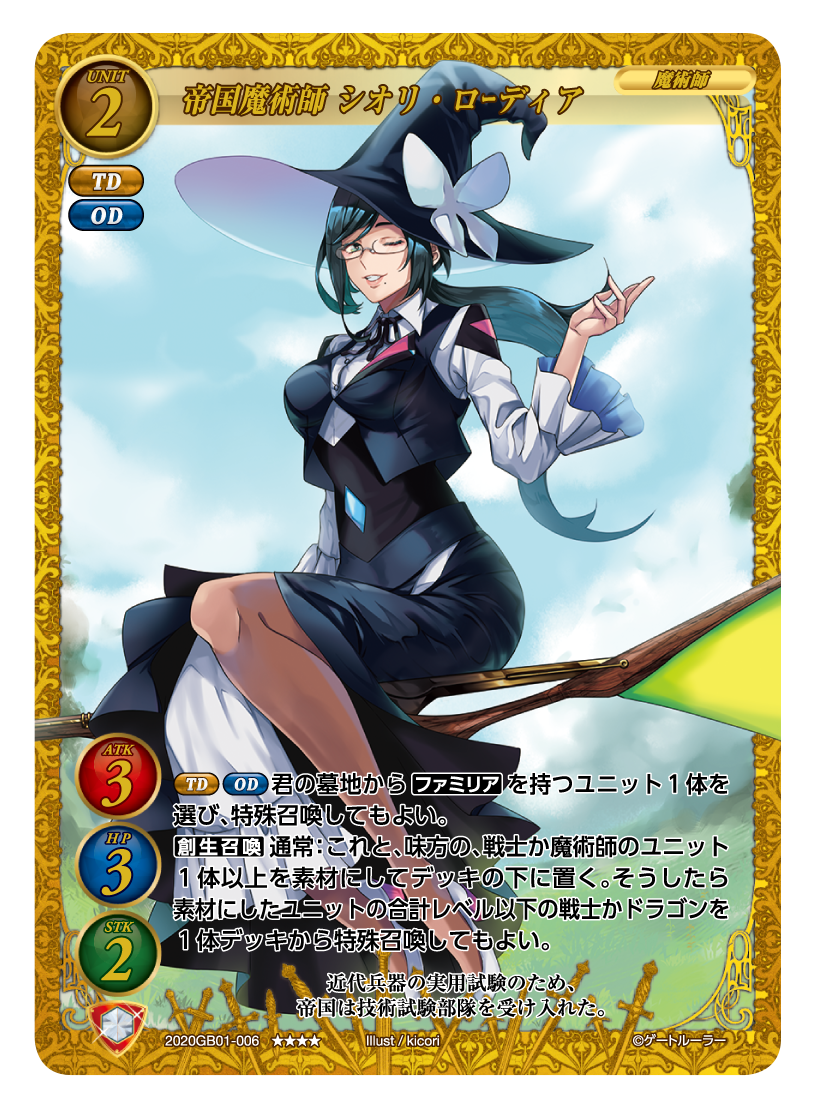 UNIT
2
帝国魔術師 シオリ・ローディア
魔術師
TD
OD
ATK
3
HP
3
STK
2
TD OD 君の墓地から ファミリア を持つユニット1体を
選び、特殊召喚してもよい。
創生召喚 通常:これと、味方の、戦士か魔術師のユニット
1体以上を素材にしてデッキの下に置く。そうしたら
素材にしたユニットの合計レベル以下の戦士かドラゴンを
1体デッキから特殊召喚してもよい。
近代兵器の実用試験のため、
帝国は技術試験部隊を受け入れた。
2020GB01-006 ★★★★ Illust / kicori ©ゲートルーラー